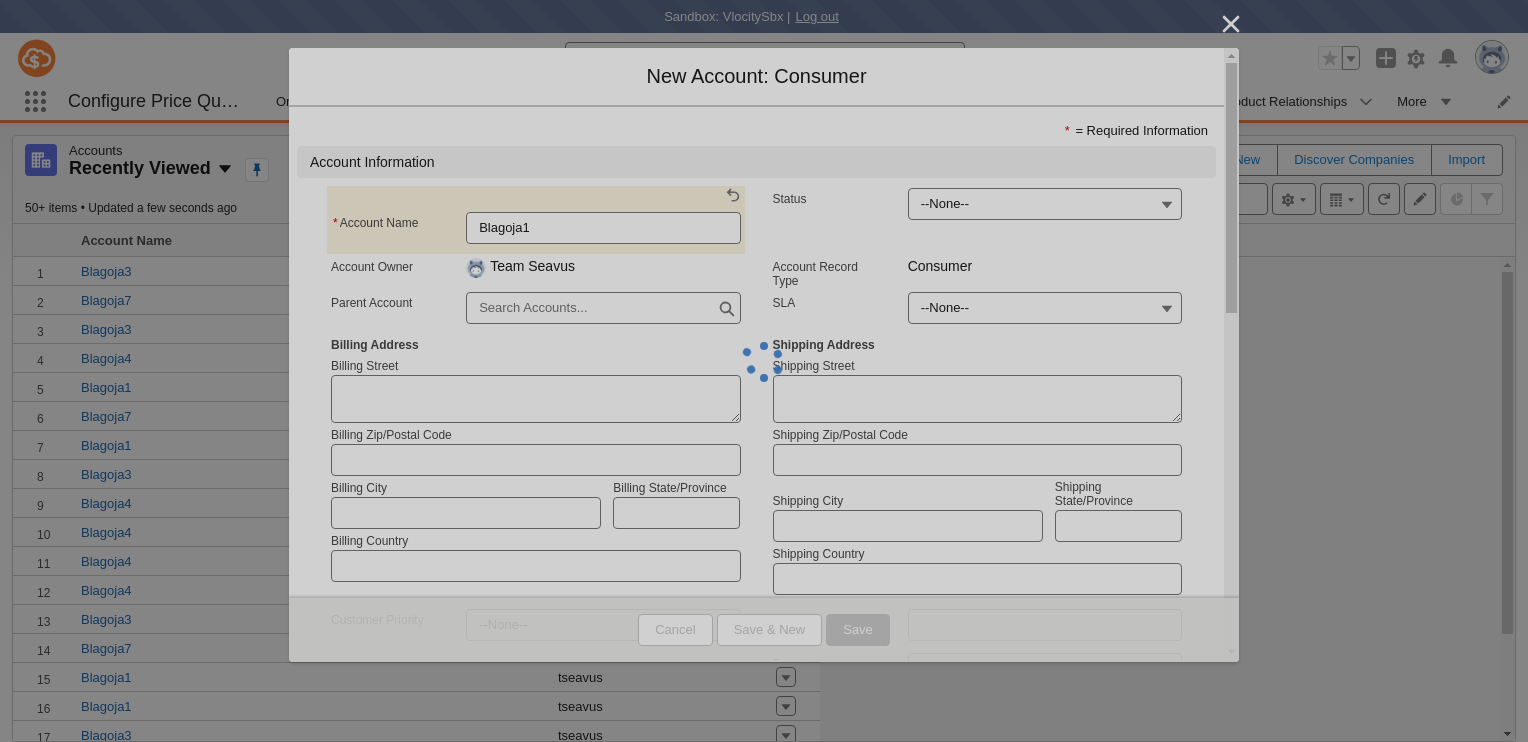 Sandbox: VlocitySbx | Log out
Configure Price Qu...
More
Accounts
Recently Viewed
Discover Companies
Import
50+ items • Updated a few seconds ago
Account Name
1 Blagoja3
2 Blagoja7
3 Blagoja3
4 Blagoja4
5 Blagoja1
6 Blagoja7
7 Blagoja1
8 Blagoja3
9 Blagoja4
10 Blagoja4
11 Blagoja4
12 Blagoja4
13 Blagoja3
14 Blagoja7
15 Blagoja1 tseavus
16 Blagoja1 tseavus
17 Blagoja3 tseavus
New Account: Consumer
* = Required Information
Account Information
*Account Name
Blagoja1
Status
--None--
Account Owner
Team Seavus
Account Record
Type
Consumer
Parent Account
Search Accounts...
SLA
--None--
Billing Address
Billing Street
Billing Zip/Postal Code
Billing City
Billing State/Province
Billing Country
Shipping Address
Shipping Street
Shipping Zip/Postal Code
Shipping City
Shipping
State/Province
Shipping Country
Customer Priority
--None--
Cancel
Save & New
Save
New
Relationships